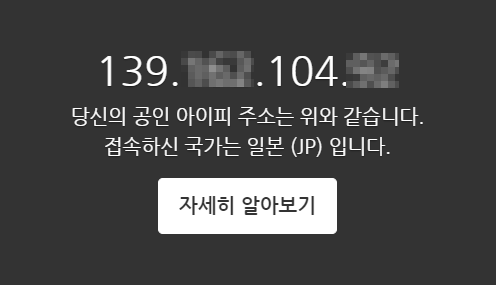 139. .104.
당신의 공인 아이피 주소는 위와 같습니다.
접속하신 국가는 일본 (JP) 입니다.
자세히 알아보기